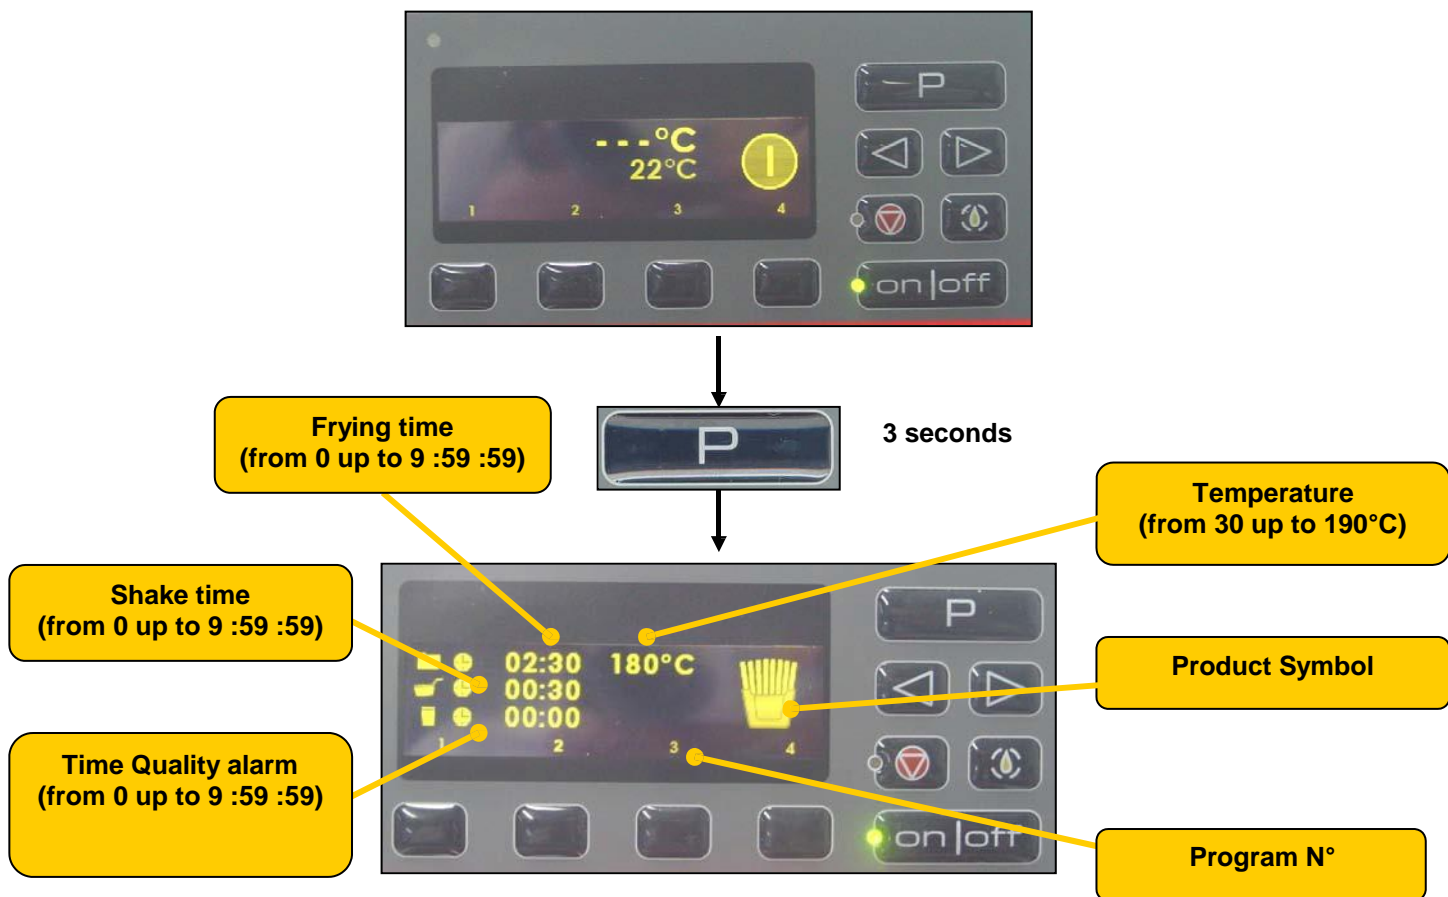 P
- - -°C
22°C
1 2 3 4
on|off
Frying time
(from 0 up to 9 :59 :59)
P
3 seconds
Temperature
(from 30 up to 190°C)
Shake time
(from 0 up to 9 :59 :59)
P
02:30 180°C
00:30
00:00
1 2 3 4
Product Symbol
Time Quality alarm
(from 0 up to 9 :59 :59)
on|off
Program N°